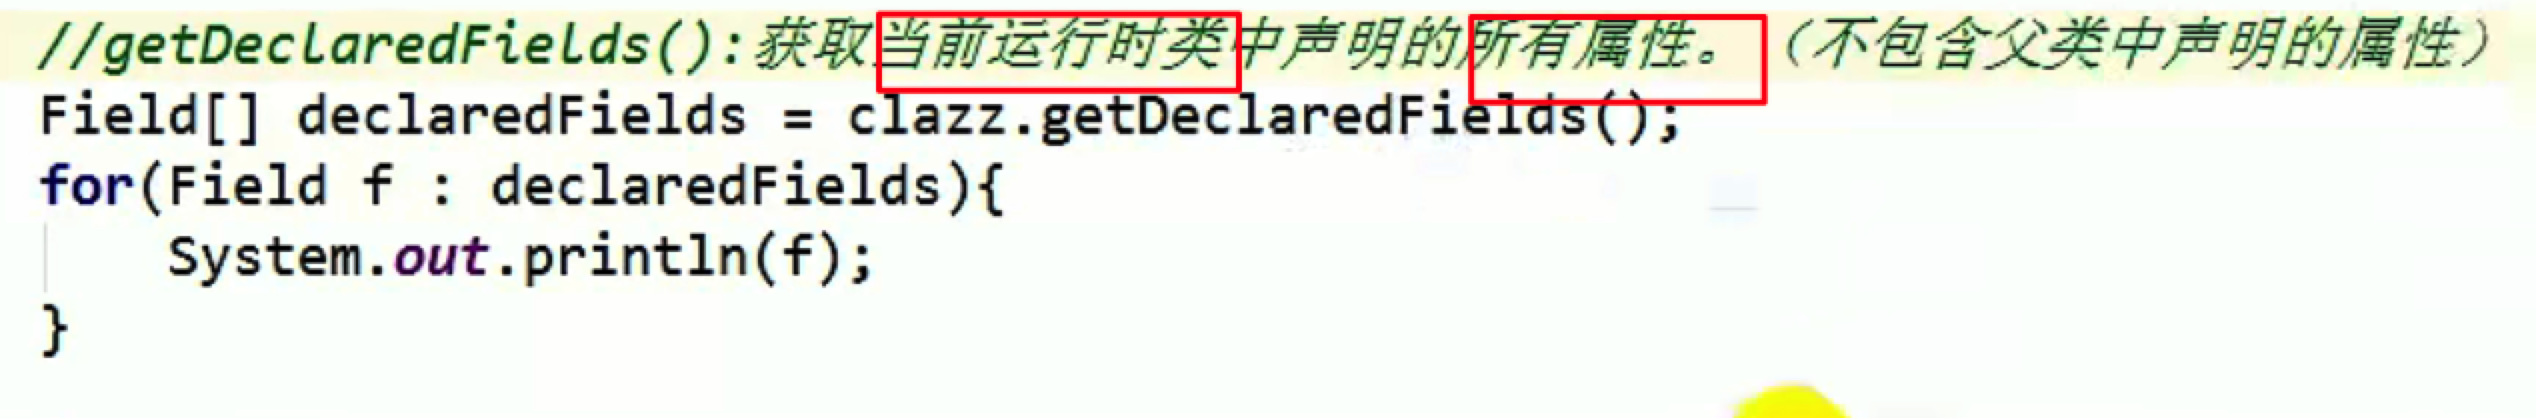 //getDeclaredFields():获取当前运行时类中声明的所有属性。（不包含父类中声明的属性）
Field[] declaredFields = clazz.getDeclaredFields();
for(Field f : declaredFields){
    System.out.println(f);
}